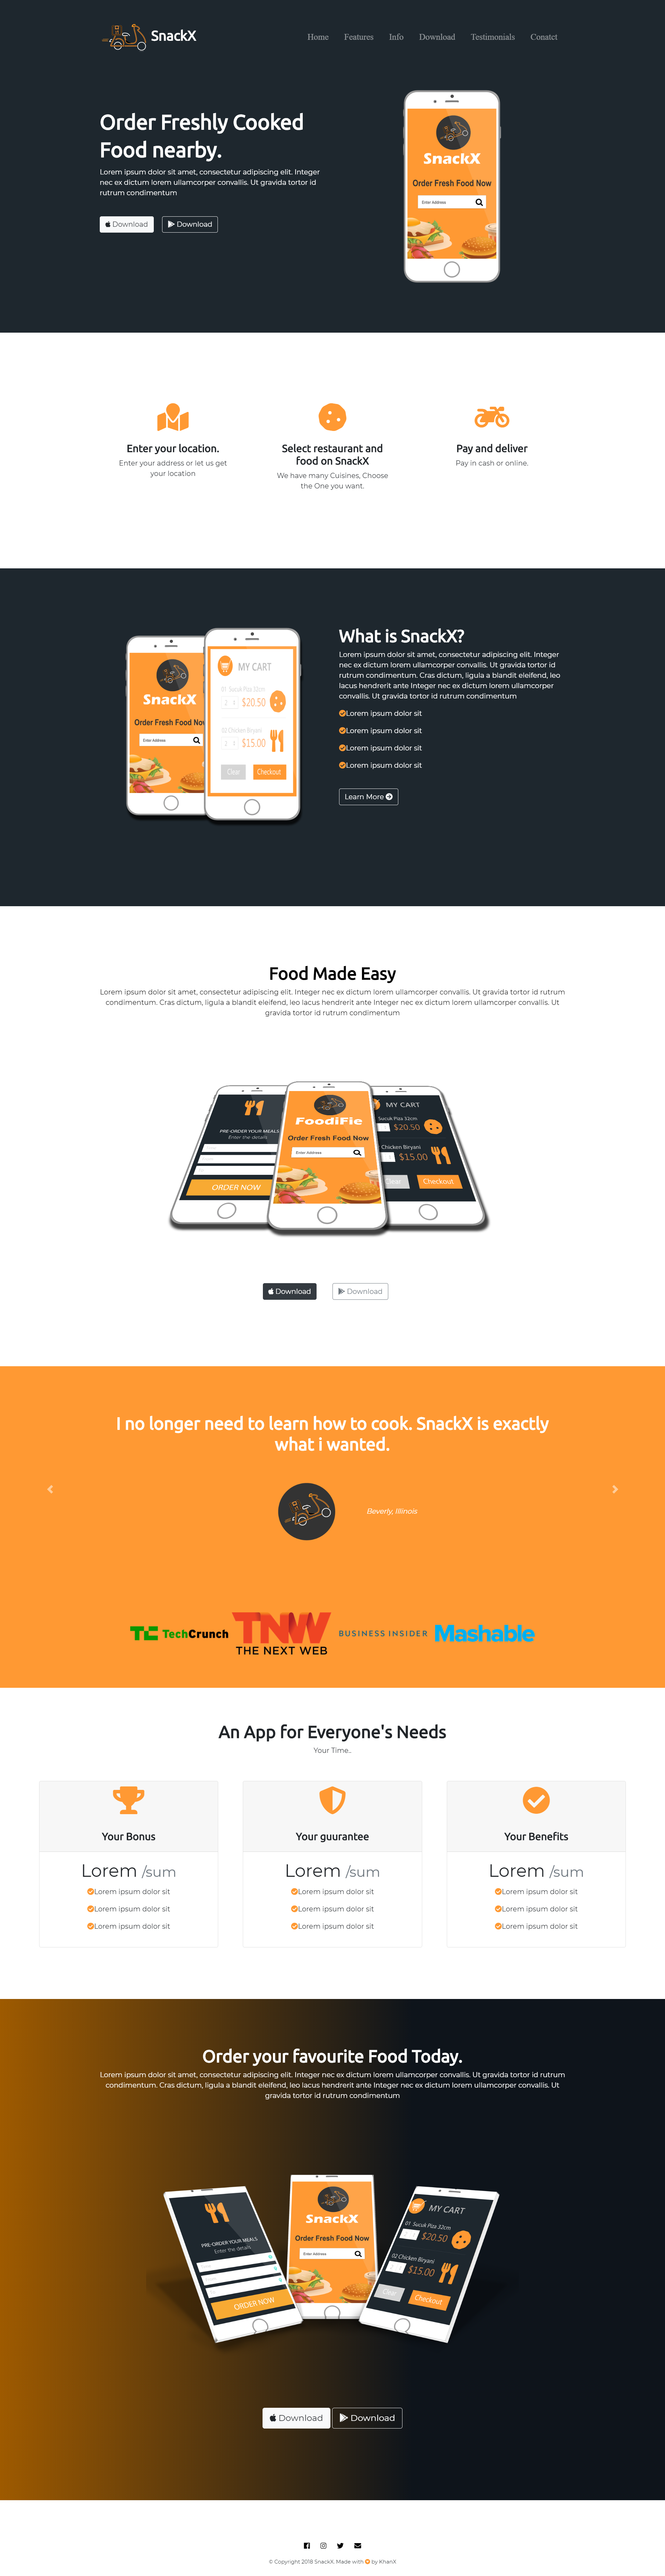 SnackX
Home Features Info Download Testimonials Conatct
Order Freshly Cooked
Food nearby.
Lorem ipsum dolor sit amet, consectetur adipiscing elit. Integer
nec ex dictum lorem ullamcorper convallis. Ut gravida tortor id
rutrum condimentum
Download Download
SnackX
Order Fresh Food Now
Enter Address
Enter your location.
Enter your address or let us get
your location
Select restaurant and
food on SnackX
We have many Cuisines, Choose
the One you want.
Pay and deliver
Pay in cash or online.
SnackX
Order Fresh Food Now
Enter Address
MY CART
01 Sucuk Piza 32cm
$20.50
02 Chicken Biryani
$15.00
Clear Checkout
What is SnackX?
Lorem ipsum dolor sit amet, consectetur adipiscing elit. Integer
nec ex dictum lorem ullamcorper convallis. Ut gravida tortor id
rutrum condimentum. Cras dictum, ligula a blandit eleifend, leo
lacus hendrerit ante Integer nec ex dictum lorem ullamcorper
convallis. Ut gravida tortor id rutrum condimentum
Lorem ipsum dolor sit
Lorem ipsum dolor sit
Lorem ipsum dolor sit
Lorem ipsum dolor sit
Learn More
Food Made Easy
Lorem ipsum dolor sit amet, consectetur adipiscing elit. Integer nec ex dictum lorem ullamcorper convallis. Ut gravida tortor id rutrum
condimentum. Cras dictum, ligula a blandit eleifend, leo lacus hendrerit ante Integer nec ex dictum lorem ullamcorper convallis. Ut
gravida tortor id rutrum condimentum
PRE-ORDER YOUR MEALS
Enter the details
ORDER NOW
FoodiFie
Order Fresh Food Now
Enter Address
MY CART
Sucuk Piza 32cm
$20.50
Chicken Biryani
$15.00
Clear Checkout
Download Download
I no longer need to learn how to cook. SnackX is exactly
what i wanted.
Beverly, Illinois
TC TechCrunch
TNW
THE NEXT WEB
BUSINESS INSIDER
Mashable
An App for Everyone's Needs
Your Time..
Your Bonus
Lorem /sum
Lorem ipsum dolor sit
Lorem ipsum dolor sit
Lorem ipsum dolor sit
Your guurantee
Lorem /sum
Lorem ipsum dolor sit
Lorem ipsum dolor sit
Lorem ipsum dolor sit
Your Benefits
Lorem /sum
Lorem ipsum dolor sit
Lorem ipsum dolor sit
Lorem ipsum dolor sit
Order your favourite Food Today.
Lorem ipsum dolor sit amet, consectetur adipiscing elit. Integer nec ex dictum lorem ullamcorper convallis. Ut gravida tortor id rutrum
condimentum. Cras dictum, ligula a blandit eleifend, leo lacus hendrerit ante Integer nec ex dictum lorem ullamcorper convallis. Ut
gravida tortor id rutrum condimentum
PRE-ORDER YOUR MEALS
Enter the details
ORDER NOW
SnackX
Order Fresh Food Now
Enter Address
MY CART
01 Sucuk Piza 32cm
$20.50
02 Chicken Biryani
$15.00
Clear Checkout
Download Download
© Copyright 2018 SnackX. Made with by KhanX